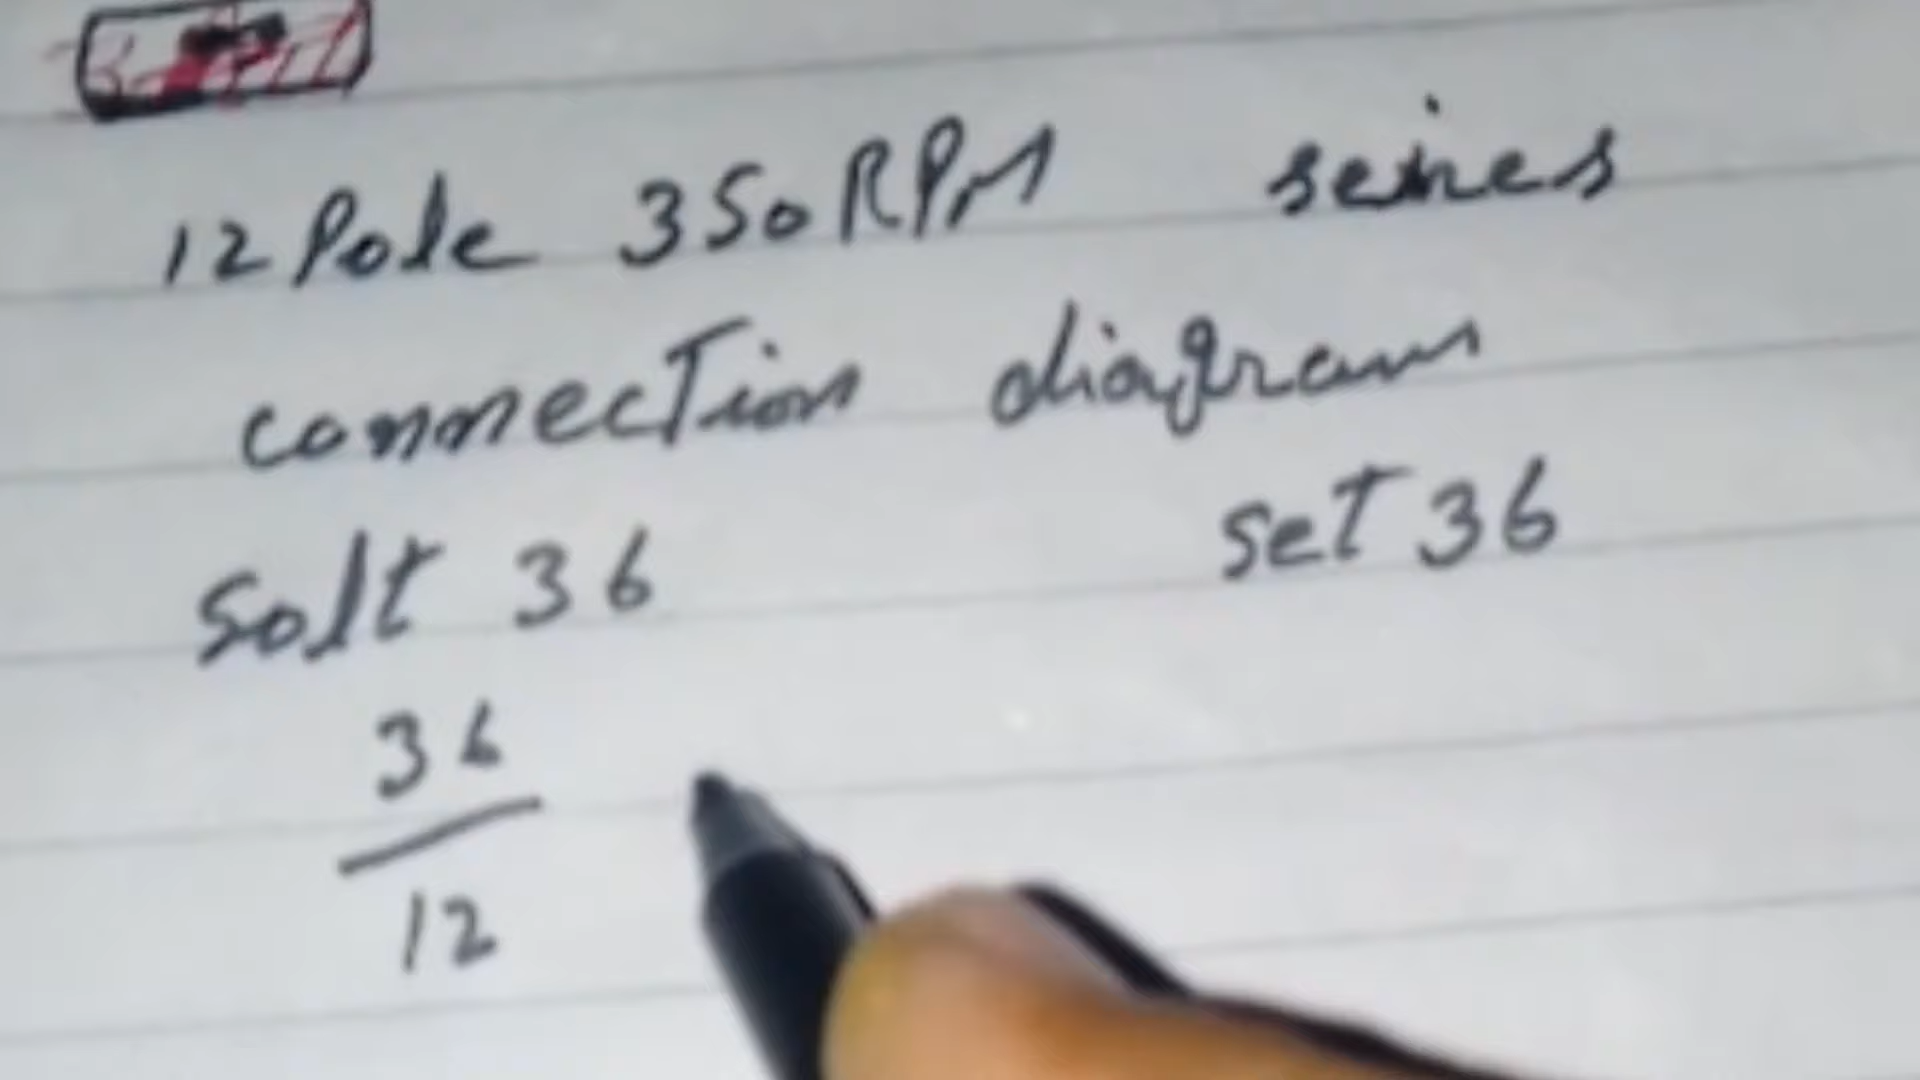 12 Pole 350 RPM series
connection diagram
Solt 36 set 36
36
12